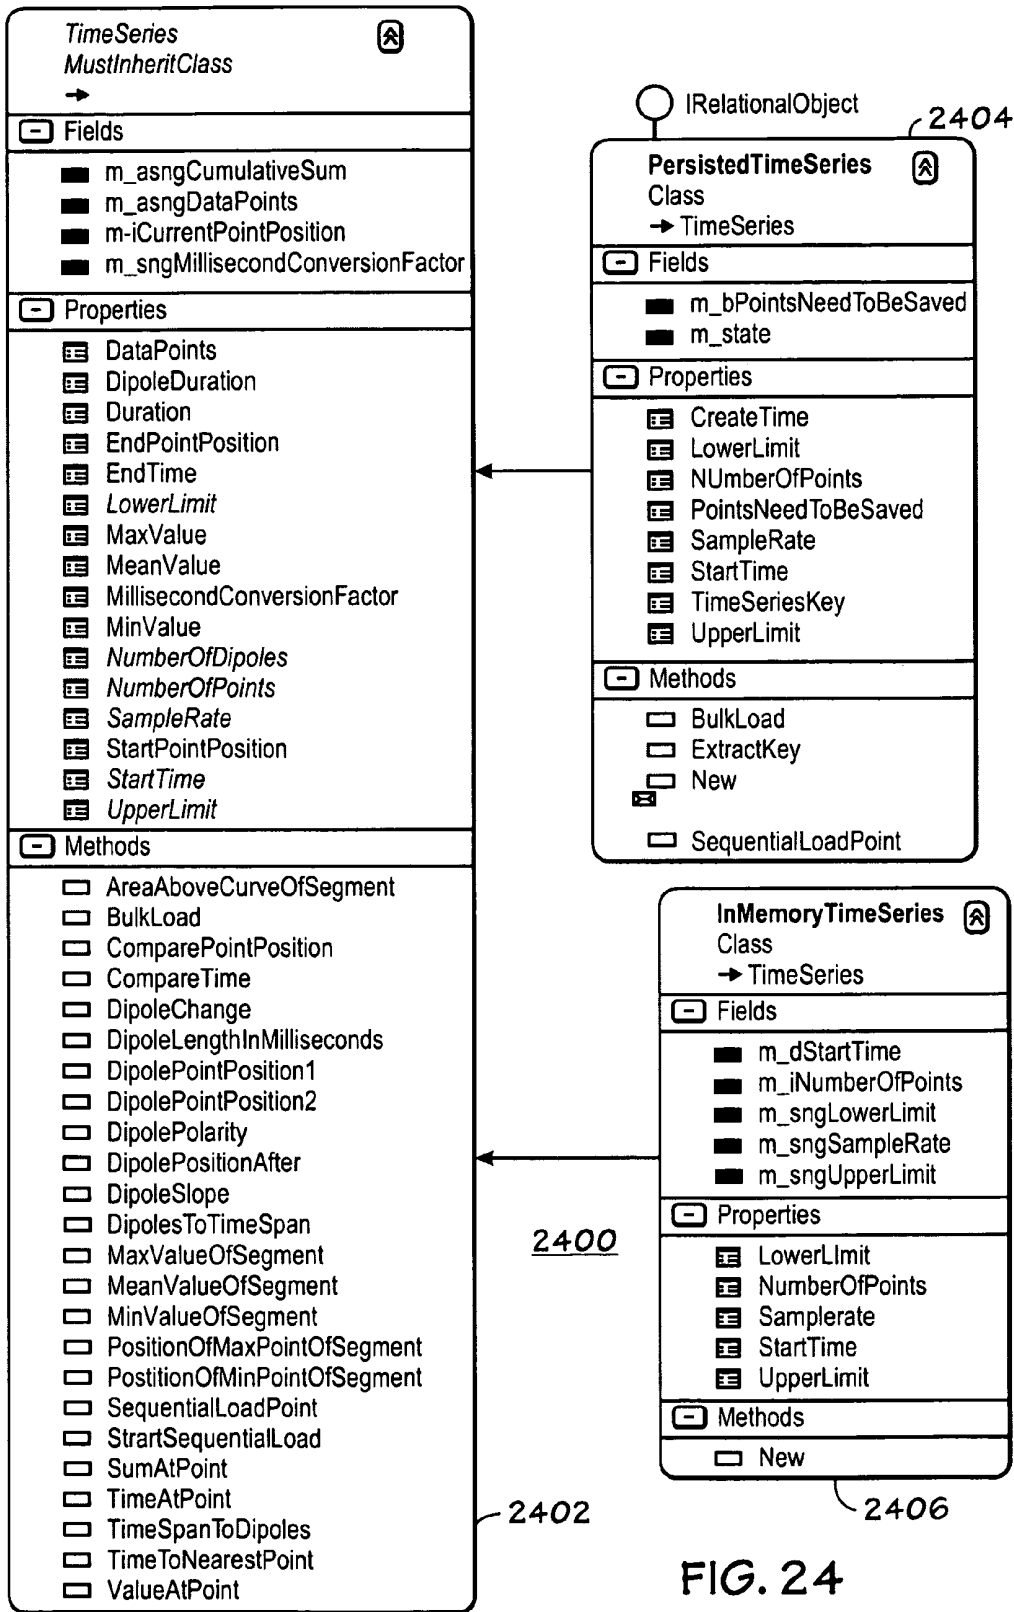 TimeSeries
MustInheritClass
Fields
m_asngCumulativeSum
m_asngDataPoints
m-iCurrentPointPosition
m_sngMillisecondConversionFactor
Properties
DataPoints
DipoleDuration
Duration
EndPointPosition
EndTime
LowerLimit
MaxValue
MeanValue
MillisecondConversionFactor
MinValue
NumberOfDipoles
NumberOfPoints
SampleRate
StartPointPosition
StartTime
UpperLimit
Methods
AreaAboveCurveOfSegment
BulkLoad
ComparePointPosition
CompareTime
DipoleChange
DipoleLengthInMilliseconds
DipolePointPosition1
DipolePointPosition2
DipolePolarity
DipolePositionAfter
DipoleSlope
DipolesToTimeSpan
MaxValueOfSegment
MeanValueOfSegment
MinValueOfSegment
PositionOfMaxPointOfSegment
PostitionOfMinPointOfSegment
SequentialLoadPoint
StrartSequentialLoad
SumAtPoint
TimeAtPoint
TimeSpanToDipoles
TimeToNearestPoint
ValueAtPoint
2402
IRelationalObject
2404
PersistedTimeSeries
Class
→ TimeSeries
Fields
m_bPointsNeedToBeSaved
m_state
Properties
CreateTime
LowerLimit
NUmberOfPoints
PointsNeedToBeSaved
SampleRate
StartTime
TimeSeriesKey
UpperLimit
Methods
BulkLoad
ExtractKey
New
SequentialLoadPoint
InMemoryTimeSeries
Class
→ TimeSeries
Fields
m_dStartTime
m_iNumberOfPoints
m_sngLowerLimit
m_sngSampleRate
m_sngUpperLimit
Properties
LowerLImit
NumberOfPoints
Samplerate
StartTime
UpperLimit
Methods
New
2406
2400
FIG. 24